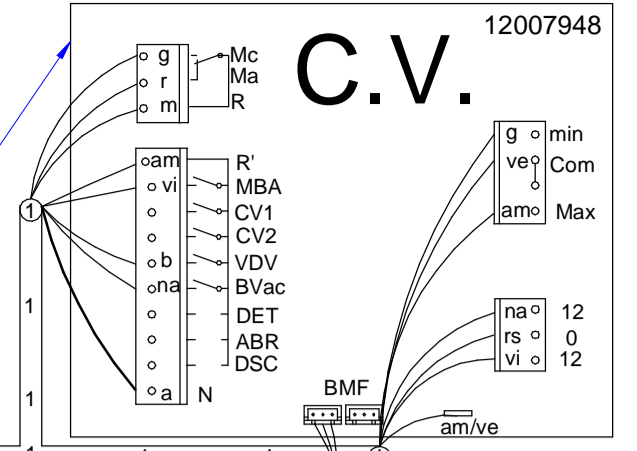 12007948
C.V.
g Mc
r Ma
m R
am R'
vi MBA
CV1
CV2
b VDV
na BVac
DET
ABR
DSC
a N
g min
ve Com
am Max
na 12
rs 0
vi 12
BMF
am/ve
1
1
1
1